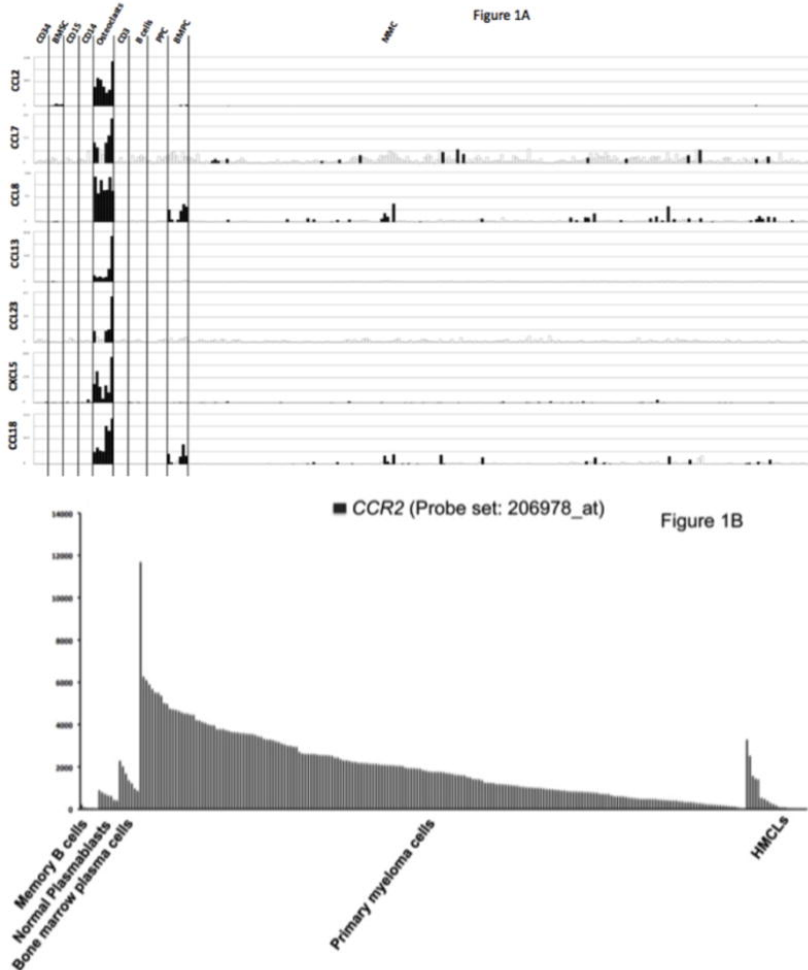 Figure 1A
CD34 BMSC CD15 CD14 Osteoclasts CD3 B cells PPC BMPC MMC
CCL2
CCL7
CCL8
CCL13
CCL23
CXCL5
CCL18
CCR2 (Probe set: 206978_at)
Figure 1B
14000
12000
10000
8000
6000
4000
2000
0
Memory B cells
Normal Plasmablasts
Bone marrow plasma cells
Primary myeloma cells
HMCLs